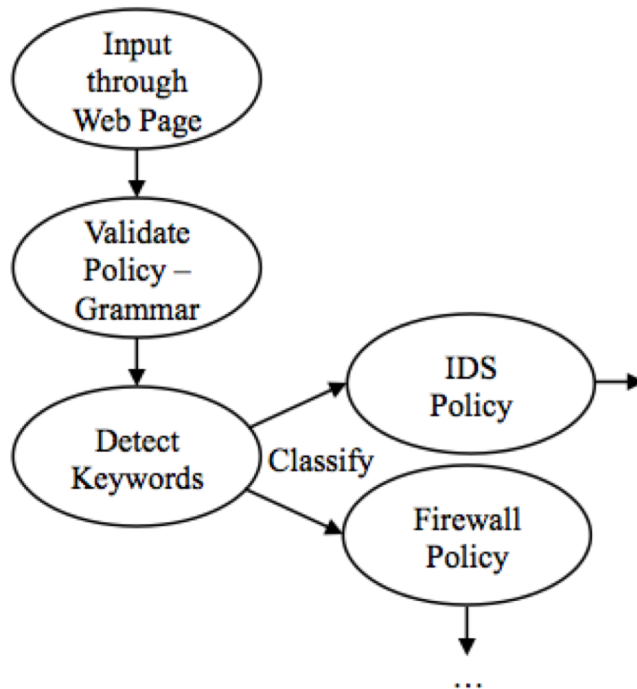 Input
through
Web Page
Validate
Policy –
Grammar
Detect
Keywords
Classify
IDS
Policy
Firewall
Policy
...